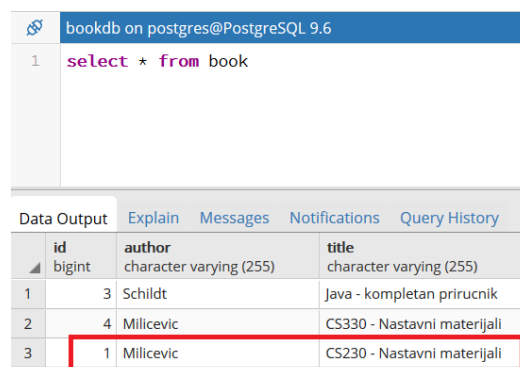 bookdb on postgres@PostgreSQL 9.6
1 select * from book
Data Output Explain Messages Notifications Query History
id author title
bigint character varying (255) character varying (255)
1 3 Schildt Java - kompletan prirucnik
2 4 Milicevic CS330 - Nastavni materijali
3 1 Milicevic CS230 - Nastavni materijali